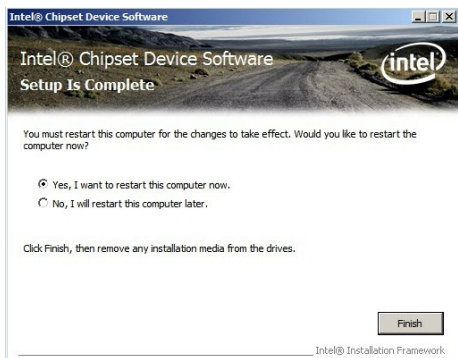 Intel® Chipset Device Software
Intel® Chipset Device Software
Setup Is Complete
intel
You must restart this computer for the changes to take effect. Would you like to restart the
computer now?
Yes, I want to restart this computer now.
No, I will restart this computer later.
Click Finish, then remove any installation media from the drives.
Finish
Intel® Installation Framework